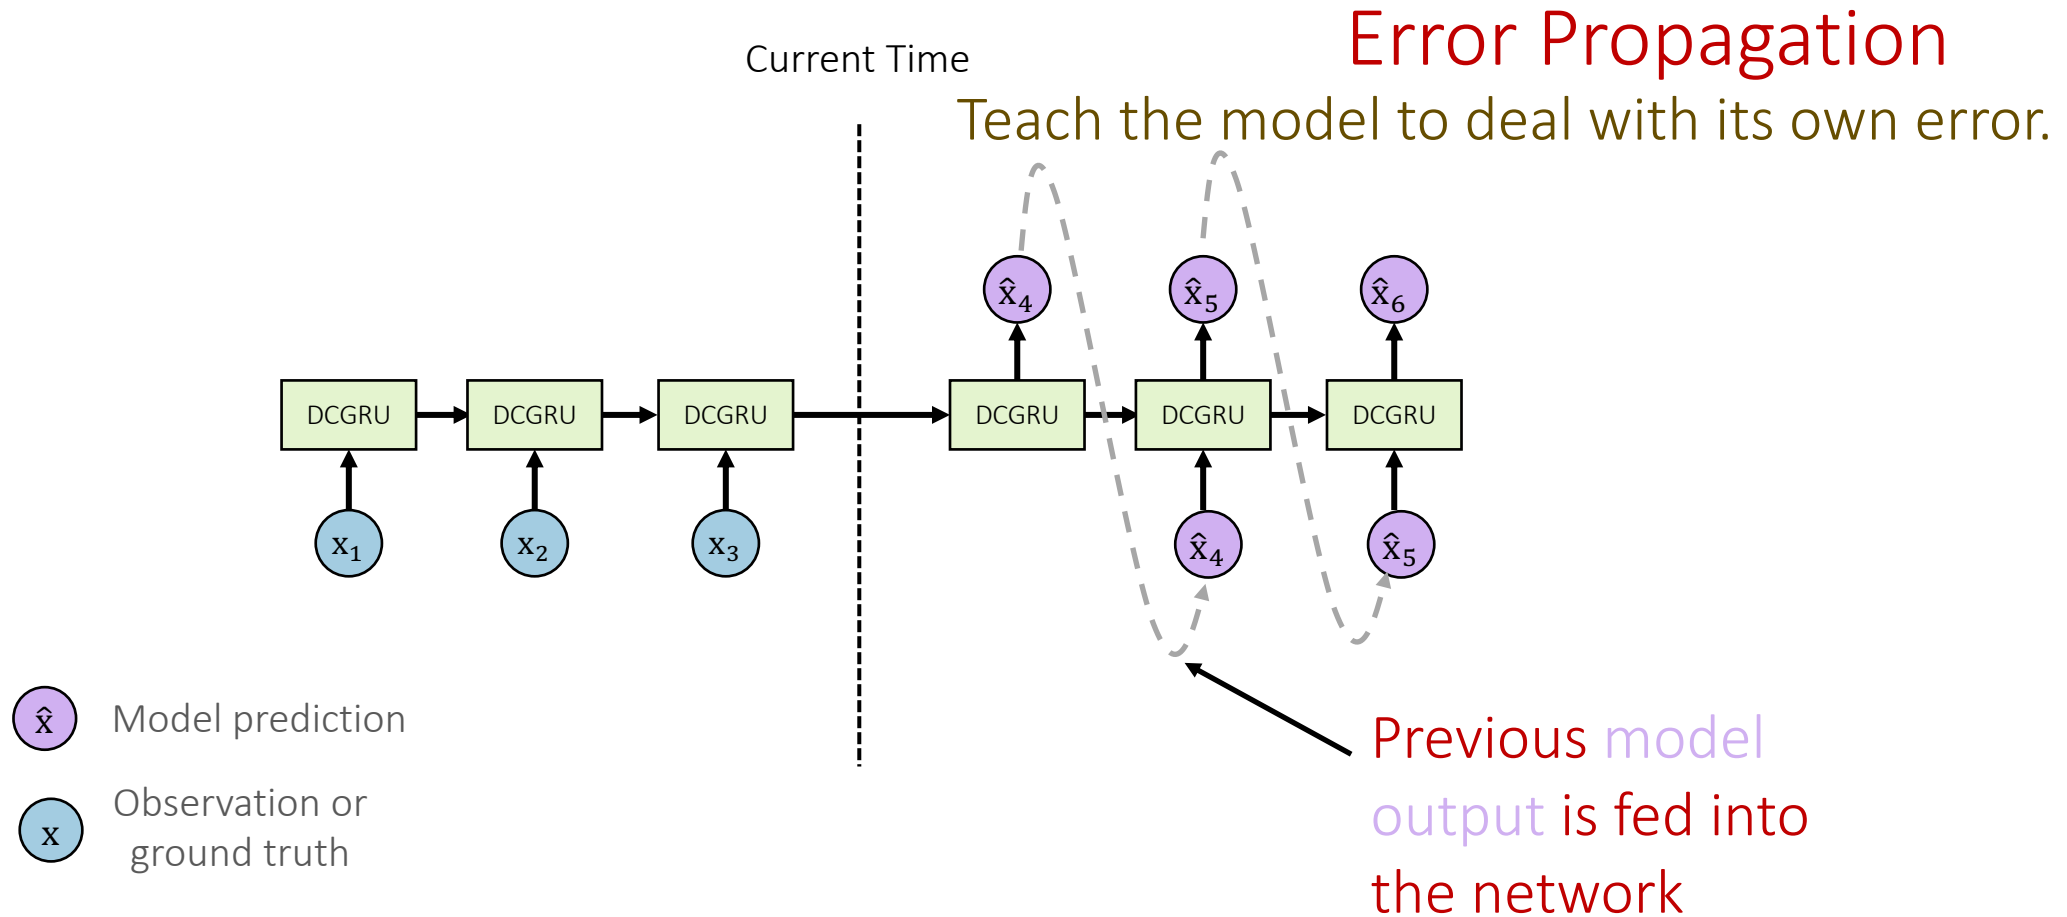 Error Propagation
Current Time
Teach the model to deal with its own error.
x̂₄
x̂₅
x̂₆
DCGRU
DCGRU
DCGRU
DCGRU
DCGRU
DCGRU
x₁
x₂
x₃
x̂₄
x̂₅
x̂
Model prediction
x
Observation or
ground truth
Previous model
output is fed into
the network